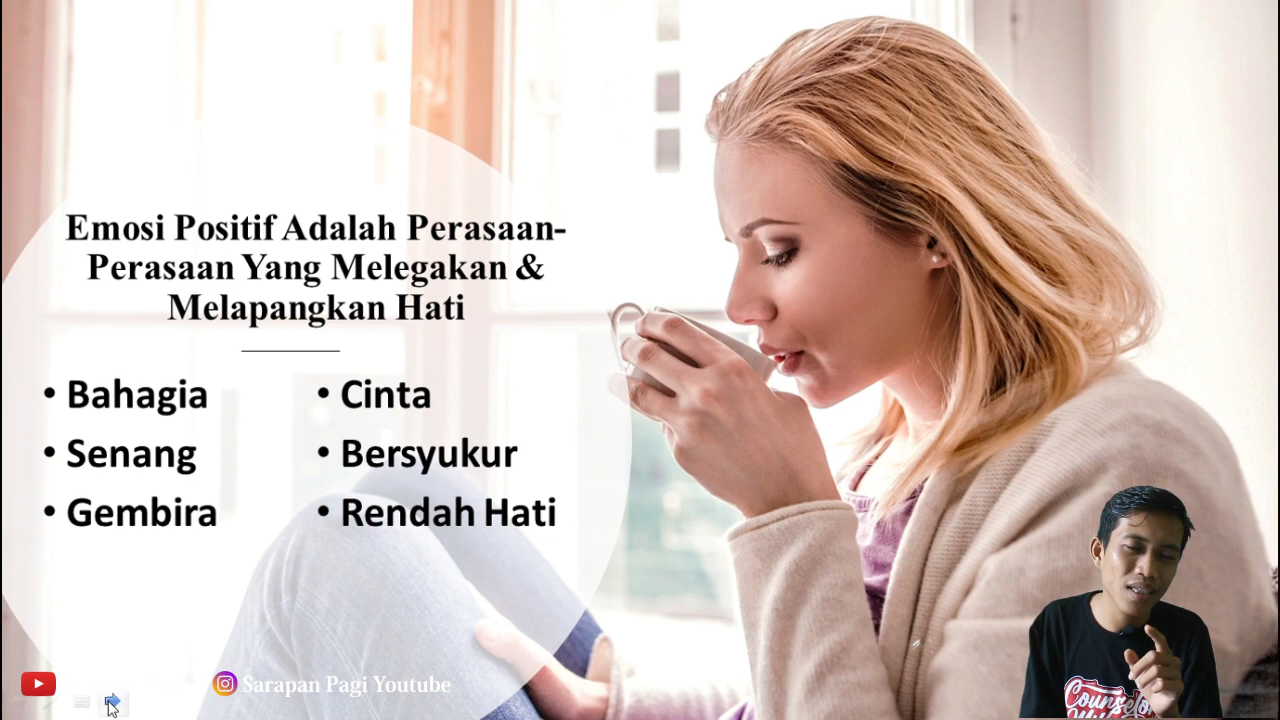 Emosi Positif Adalah Perasaan-
Perasaan Yang Melegakan &
Melapangkan Hati
• Bahagia
• Senang
• Gembira
• Cinta
• Bersyukur
• Rendah Hati
Sarapan Pagi Youtube